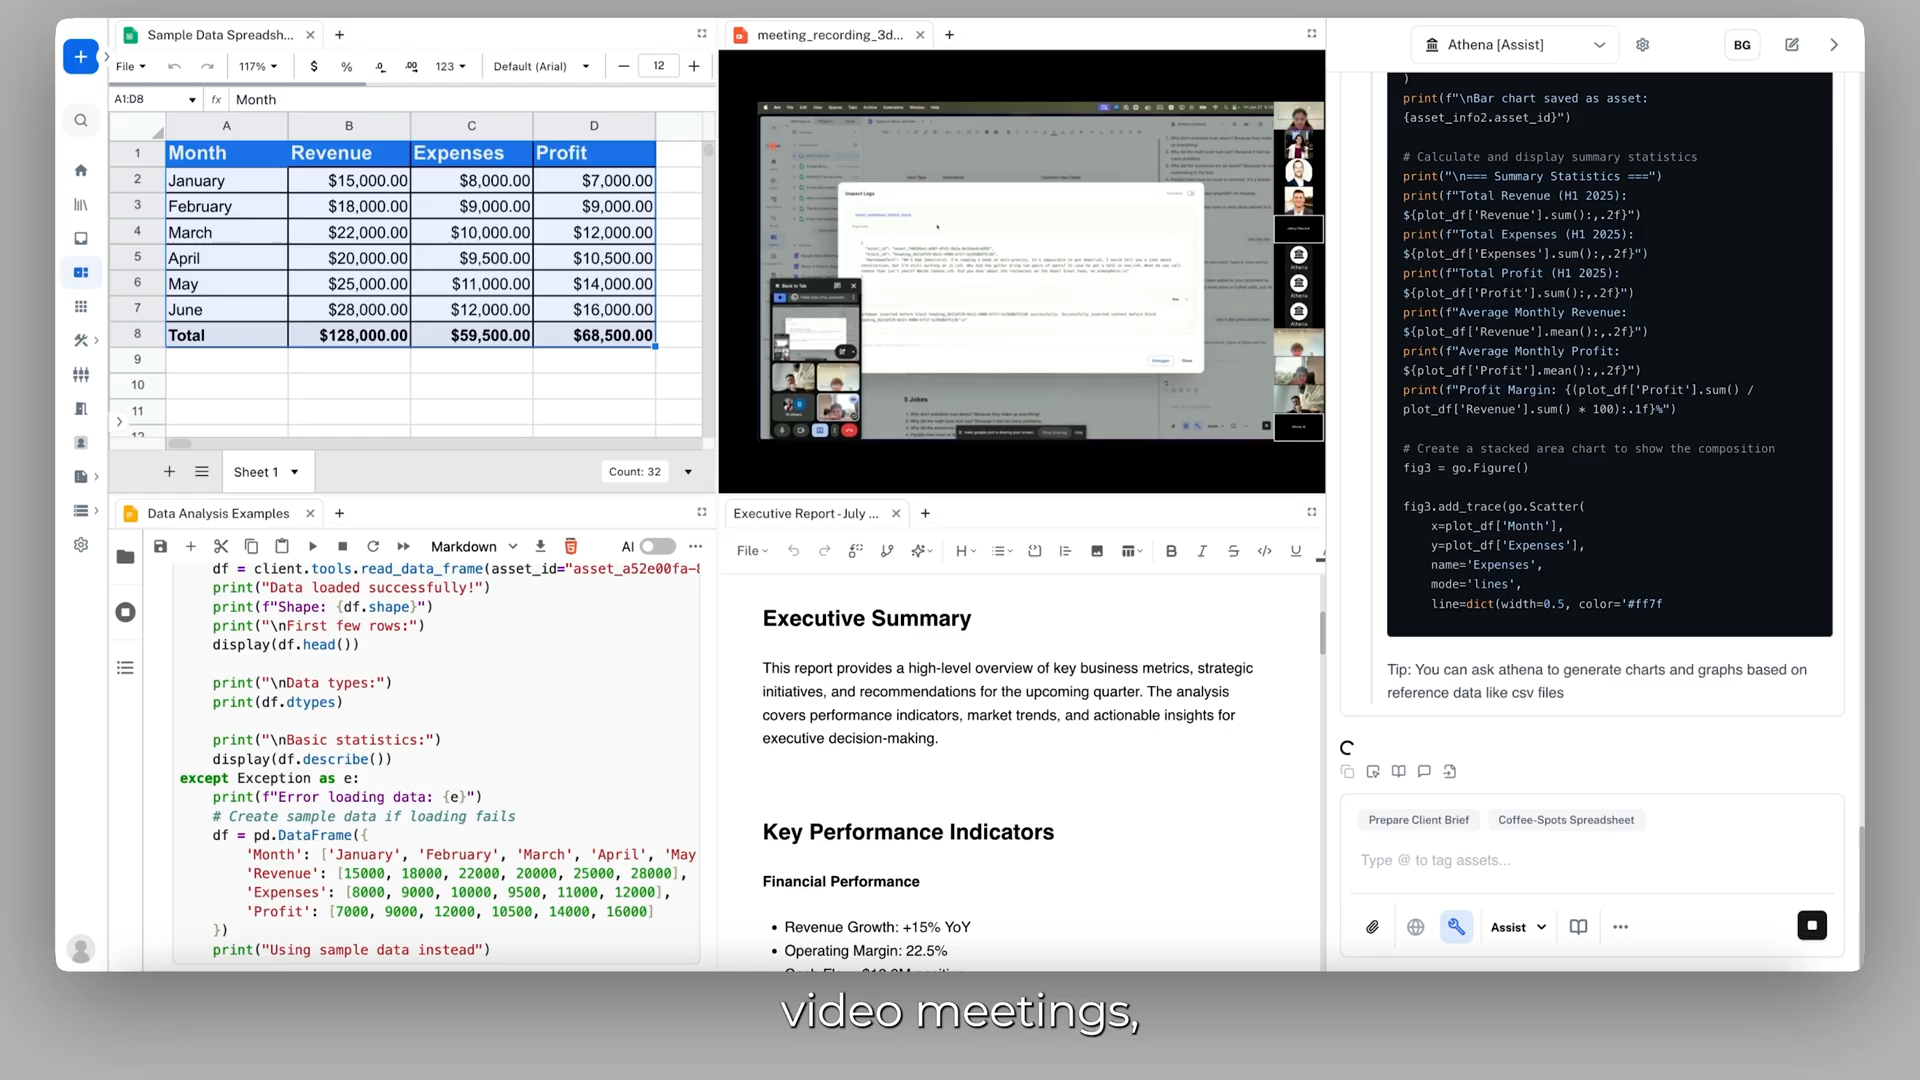 Sample Data Spreadsh...
File
117%
$
%
.0
.00
123
Default (Arial)
12
A1:D8
fx
Month
A B C D
1 Month Revenue Expenses Profit
2 January $15,000.00 $8,000.00 $7,000.00
3 February $18,000.00 $9,000.00 $9,000.00
4 March $22,000.00 $10,000.00 $12,000.00
5 April $20,000.00 $9,500.00 $10,500.00
6 May $25,000.00 $11,000.00 $14,000.00
7 June $28,000.00 $12,000.00 $16,000.00
8 Total $128,000.00 $59,500.00 $68,500.00
9
10
11
12
Sheet 1
Count: 32
meeting_recording_3d...
Inspect Logs
Back to Tab
Debugger
Close
5 Jokes
Athena
Athena
Athena
Data Analysis Examples
Markdown
AI
df = client.tools.read_data_frame(asset_id="asset_a52e00fa-8
print("Data loaded successfully!")
print(f"Shape: {df.shape}")
print("\nFirst few rows:")
display(df.head())
print("\nData types:")
print(df.dtypes)
print("\nBasic statistics:")
display(df.describe())
except Exception as e:
print(f"Error loading data: {e}")
# Create sample data if loading fails
df = pd.DataFrame({
'Month': ['January', 'February', 'March', 'April', 'May
'Revenue': [15000, 18000, 22000, 20000, 25000, 28000],
'Expenses': [8000, 9000, 10000, 9500, 11000, 12000],
'Profit': [7000, 9000, 12000, 10500, 14000, 16000]
})
print("Using sample data instead")
Executive Report - July ...
File
H
B
I
S
U
A
Executive Summary
This report provides a high-level overview of key business metrics, strategic
initiatives, and recommendations for the upcoming quarter. The analysis
covers performance indicators, market trends, and actionable insights for
executive decision-making.
Key Performance Indicators
Financial Performance
• Revenue Growth: +15% YoY
• Operating Margin: 22.5%
Athena [Assist]
BG
)
print(f"\nBar chart saved as asset:
{asset_info2.asset_id}")
# Calculate and display summary statistics
print("\n=== Summary Statistics ===")
print(f"Total Revenue (H1 2025):
${plot_df['Revenue'].sum():,.2f}")
print(f"Total Expenses (H1 2025):
${plot_df['Expenses'].sum():,.2f}")
print(f"Total Profit (H1 2025):
${plot_df['Profit'].sum():,.2f}")
print(f"Average Monthly Revenue:
${plot_df['Revenue'].mean():,.2f}")
print(f"Average Monthly Profit:
${plot_df['Profit'].mean():,.2f}")
print(f"Profit Margin: {(plot_df['Profit'].sum() /
plot_df['Revenue'].sum() * 100):.1f}%")
# Create a stacked area chart to show the composition
fig3 = go.Figure()
fig3.add_trace(go.Scatter(
x=plot_df['Month'],
y=plot_df['Expenses'],
name='Expenses',
mode='lines',
line=dict(width=0.5, color='#ff7f
Tip: You can ask athena to generate charts and graphs based on
reference data like csv files
Prepare Client Brief
Coffee-Spots Spreadsheet
Type @ to tag assets...
Assist
video meetings,